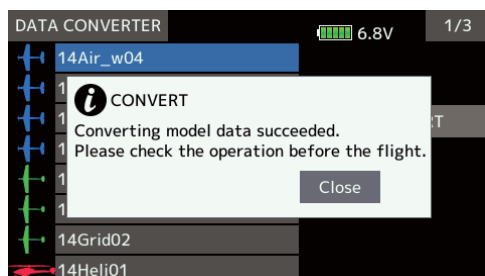 DATA CONVERTER
6.8V
1/3
14Air_w04
CONVERT
Converting model data succeeded.
Please check the operation before the flight.
Close
14Grid02
14Heli01